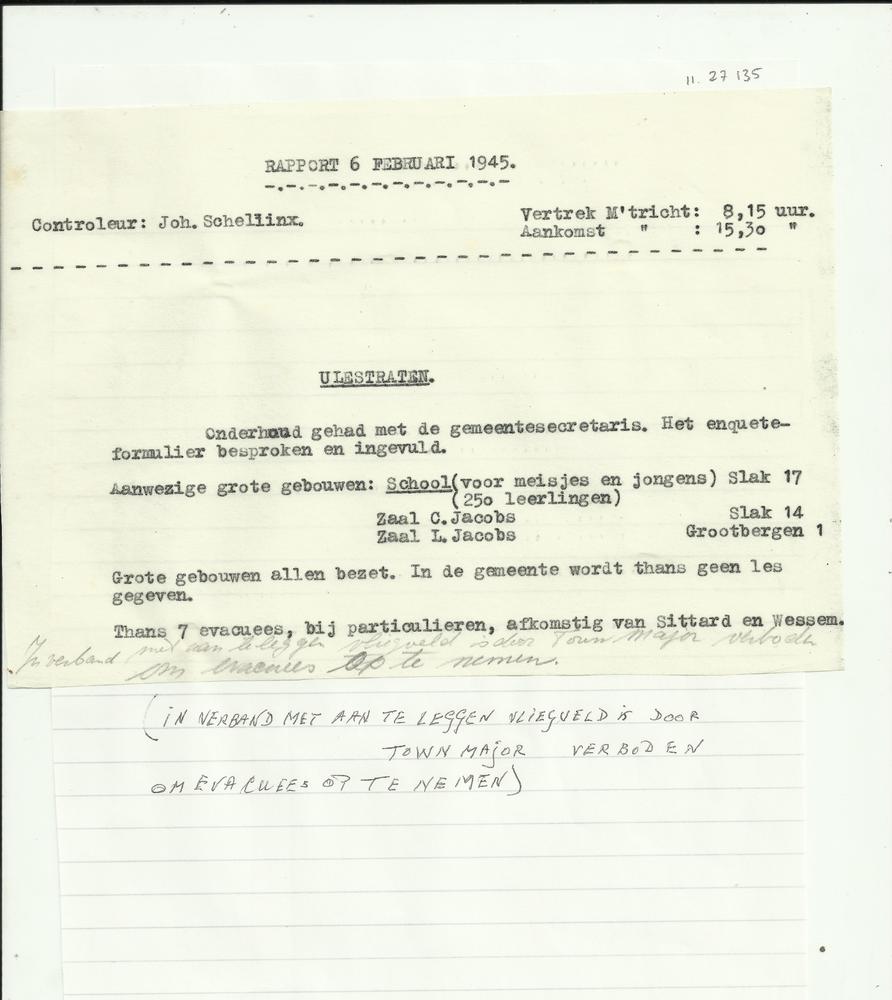 11. 27 135
RAPPORT 6 FEBRUARI 1945.
-.-.-.-.-.-.-.-.-.-.-.-
Controleur: Joh. Schellinx.
Vertrek M'tricht: 8,15 uur.
Aankomst " : 15,3o "
ULESTRATEN.
Onderhoud gehad met de gemeentesecretaris. Het enquete-
formulier besproken en ingevuld.
Aanwezige grote gebouwen: School(voor meisjes en jongens) Slak 17
(25o leerlingen)
Zaal C.Jacobs Slak 14
Zaal L.Jacobs Grootbergen 1
Grote gebouwen allen bezet. In de gemeente wordt thans geen les
gegeven.
Thans 7 evacuees, bij particulieren, afkomstig van Sittard en Wessem.
In verband met aan te leggen vliegveld is door Town Major verboden
om evacuees op te nemen.
(IN VERBAND MET AAN TE LEGGEN VLIEGVELD IS DOOR
TOWN MAJOR VERBODEN
OM EVACUEES OP TE NEMEN)